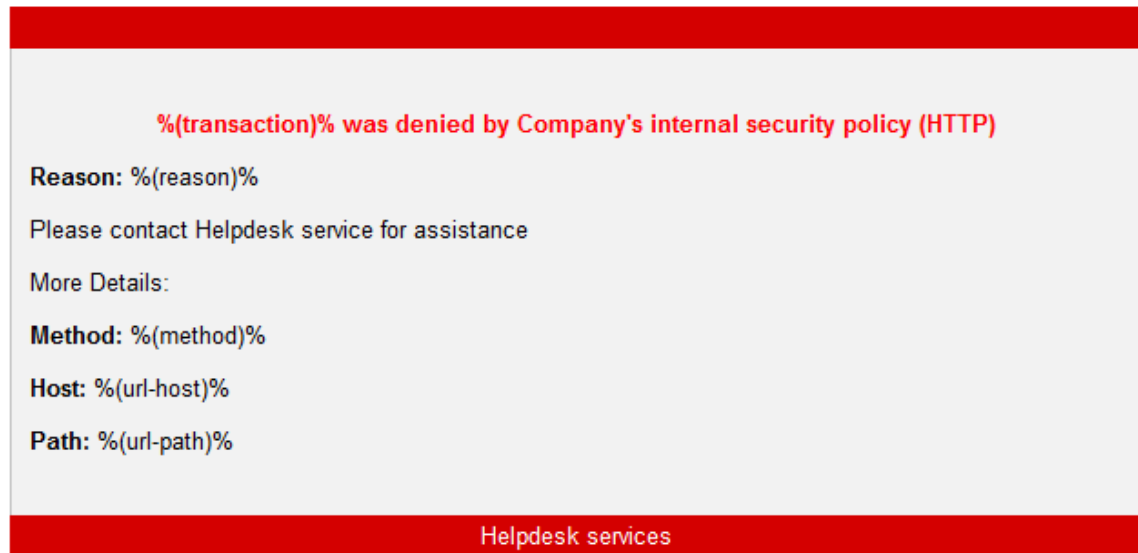 %(transaction)% was denied by Company's internal security policy (HTTP)
Reason: %(reason)%
Please contact Helpdesk service for assistance
More Details:
Method: %(method)%
Host: %(url-host)%
Path: %(url-path)%
Helpdesk services